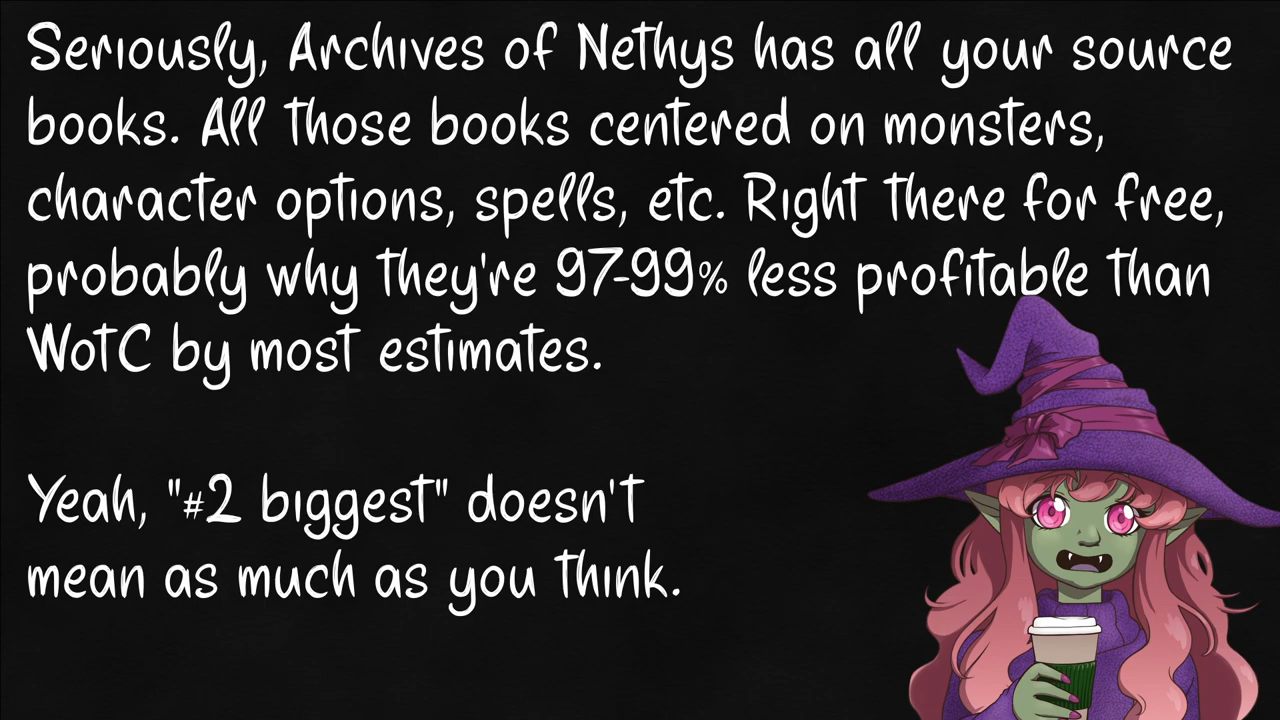 Seriously, Archives of Nethys has all your source
books. All those books centered on monsters,
character options, spells, etc. Right there for free,
probably why they're 97-99% less profitable than
WotC by most estimates.
Yeah, "#2 biggest" doesn't
mean as much as you think.